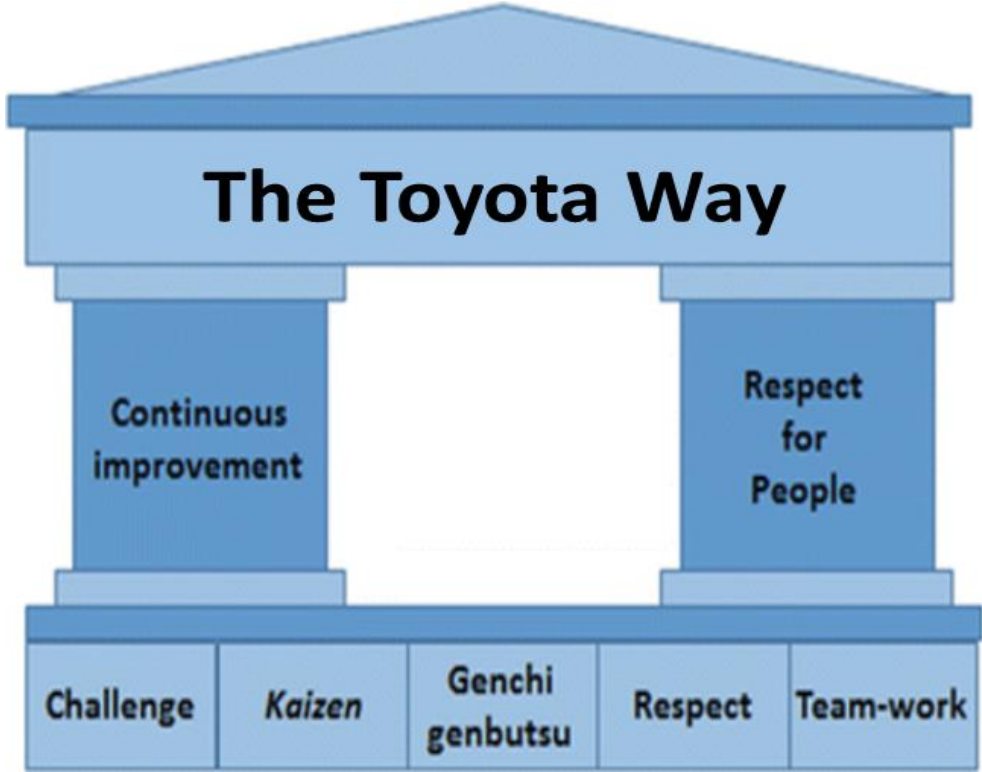 The Toyota Way
Continuous
improvement
Respect
for
People
Challenge
Kaizen
Genchi
genbutsu
Respect
Team-work